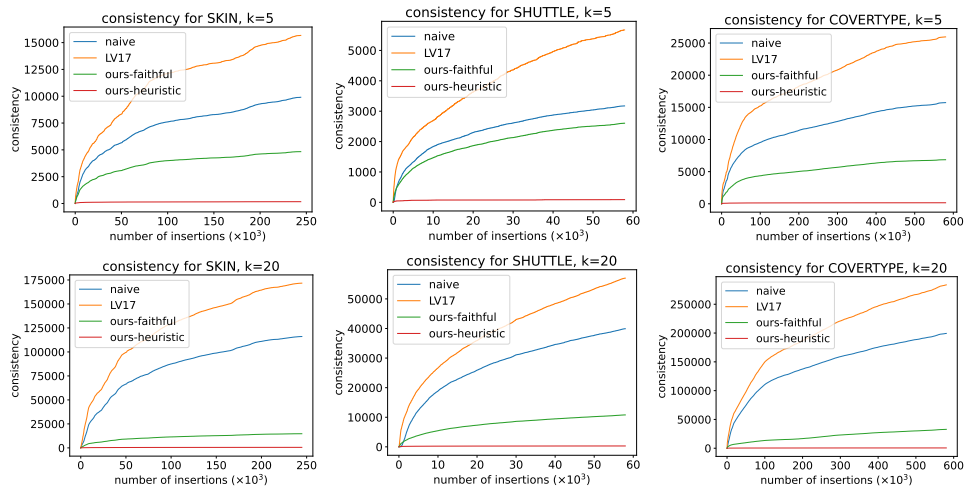 consistency for SKIN, k=5
15000
12500
10000
7500
5000
2500
0
consistency
naive
LV17
ours-faithful
ours-heuristic
0 50 100 150 200 250
number of insertions (×10³)
consistency for SHUTTLE, k=5
5000
4000
3000
2000
1000
0
consistency
naive
LV17
ours-faithful
ours-heuristic
0 10 20 30 40 50 60
number of insertions (×10³)
consistency for COVERTYPE, k=5
25000
20000
15000
10000
5000
0
consistency
naive
LV17
ours-faithful
ours-heuristic
0 100 200 300 400 500 600
number of insertions (×10³)
consistency for SKIN, k=20
175000
150000
125000
100000
75000
50000
25000
0
consistency
naive
LV17
ours-faithful
ours-heuristic
0 50 100 150 200 250
number of insertions (×10³)
consistency for SHUTTLE, k=20
50000
40000
30000
20000
10000
0
consistency
naive
LV17
ours-faithful
ours-heuristic
0 10 20 30 40 50 60
number of insertions (×10³)
consistency for COVERTYPE, k=20
250000
200000
150000
100000
50000
0
consistency
naive
LV17
ours-faithful
ours-heuristic
0 100 200 300 400 500 600
number of insertions (×10³)